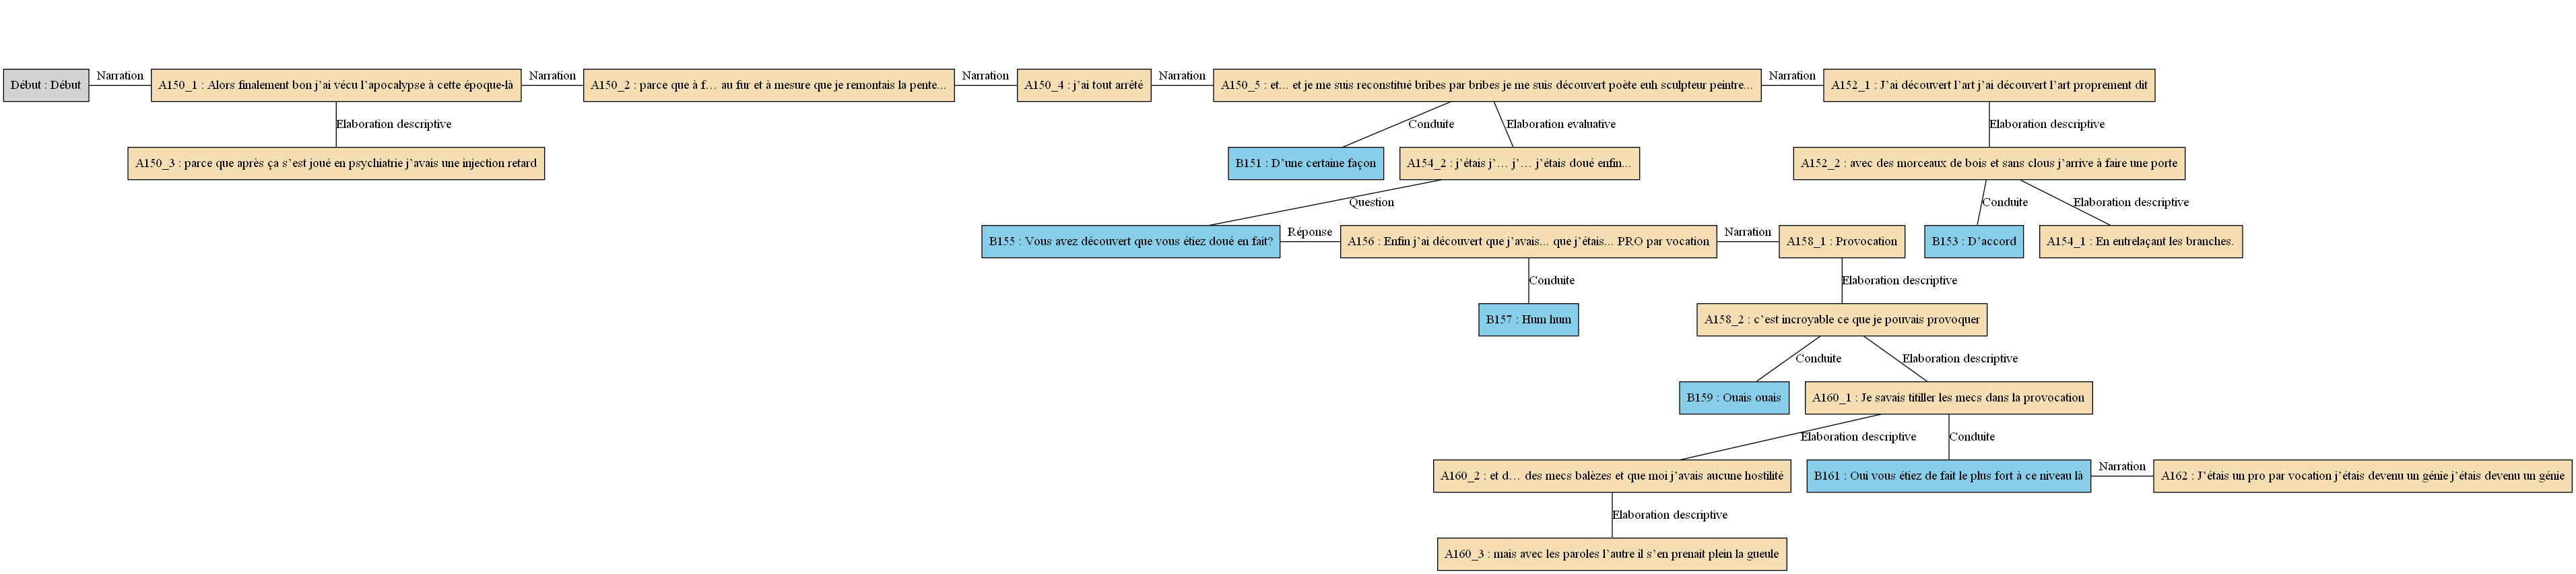 Début : Début
Narration
A150_1 : Alors finalement bon j’ai vécu l’apocalypse à cette époque-là
Narration
A150_2 : parce que à f… au fur et à mesure que je remontais la pente...
Narration
A150_4 : j’ai tout arrêté
Narration
A150_5 : et... et je me suis reconstitué bribes par bribes je me suis découvert poète euh sculpteur peintre...
Narration
A152_1 : J’ai découvert l’art j’ai découvert l’art proprement dit
Elaboration descriptive
Conduite
Elaboration evaluative
Elaboration descriptive
A150_3 : parce que après ça s’est joué en psychiatrie j’avais une injection retard
B151 : D’une certaine façon
A154_2 : j’étais j’… j’… j’étais doué enfin...
A152_2 : avec des morceaux de bois et sans clous j’arrive à faire une porte
Question
Conduite
Elaboration descriptive
B155 : Vous avez découvert que vous étiez doué en fait?
Réponse
A156 : Enfin j’ai découvert que j’avais... que j’étais... PRO par vocation
Narration
A158_1 : Provocation
B153 : D’accord
A154_1 : En entrelaçant les branches.
Conduite
Elaboration descriptive
B157 : Hum hum
A158_2 : c’est incroyable ce que je pouvais provoquer
Conduite
Elaboration descriptive
B159 : Ouais ouais
A160_1 : Je savais titiller les mecs dans la provocation
Elaboration descriptive
Conduite
A160_2 : et d… des mecs balèzes et que moi j’avais aucune hostilité
B161 : Oui vous étiez de fait le plus fort à ce niveau là
Narration
A162 : J’étais un pro par vocation j’étais devenu un génie j’étais devenu un génie
Elaboration descriptive
A160_3 : mais avec les paroles l’autre il s’en prenait plein la gueule